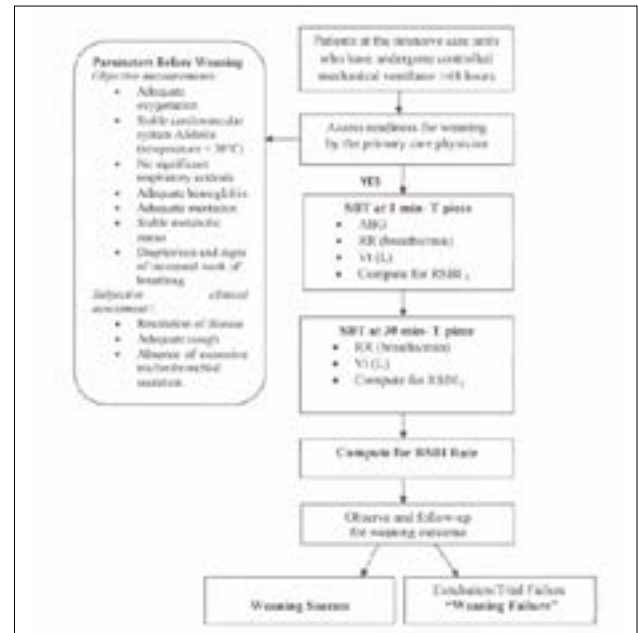 Patients at the intensive care units
who have undergone controlled
mechanical ventilator >48 hours
Assess readiness for weaning
by the primary care physician
Parameters Before Weaning
Objective measurements
• Adequate
oxygenation
• Stable cardiovascular
system Afebrile
(temperature < 38°C)
• No significant
respiratory acidosis
• Adequate hemoglobin
• Adequate mentation
• Stable metabolic
status
• and signs
of increased work of
breathing
Subjective clinical
assessment:
• Resolution of disease
• Adequate cough
• Absence of excessive
tracheobronchial
secretion
YES
SBT at 1 min- T piece
• ABG
• RR (breaths/min)
• Vt (L)
• Compute for RSBI 1
SBT at 30 min- T piece
• RR (breaths/min)
• Vt (L)
• Compute for RSBI 2
Compute for RSBI Rate
Observe and follow-up
for weaning outcome
Weaning Success
Extubation/Trial Failure
"Weaning Failure"